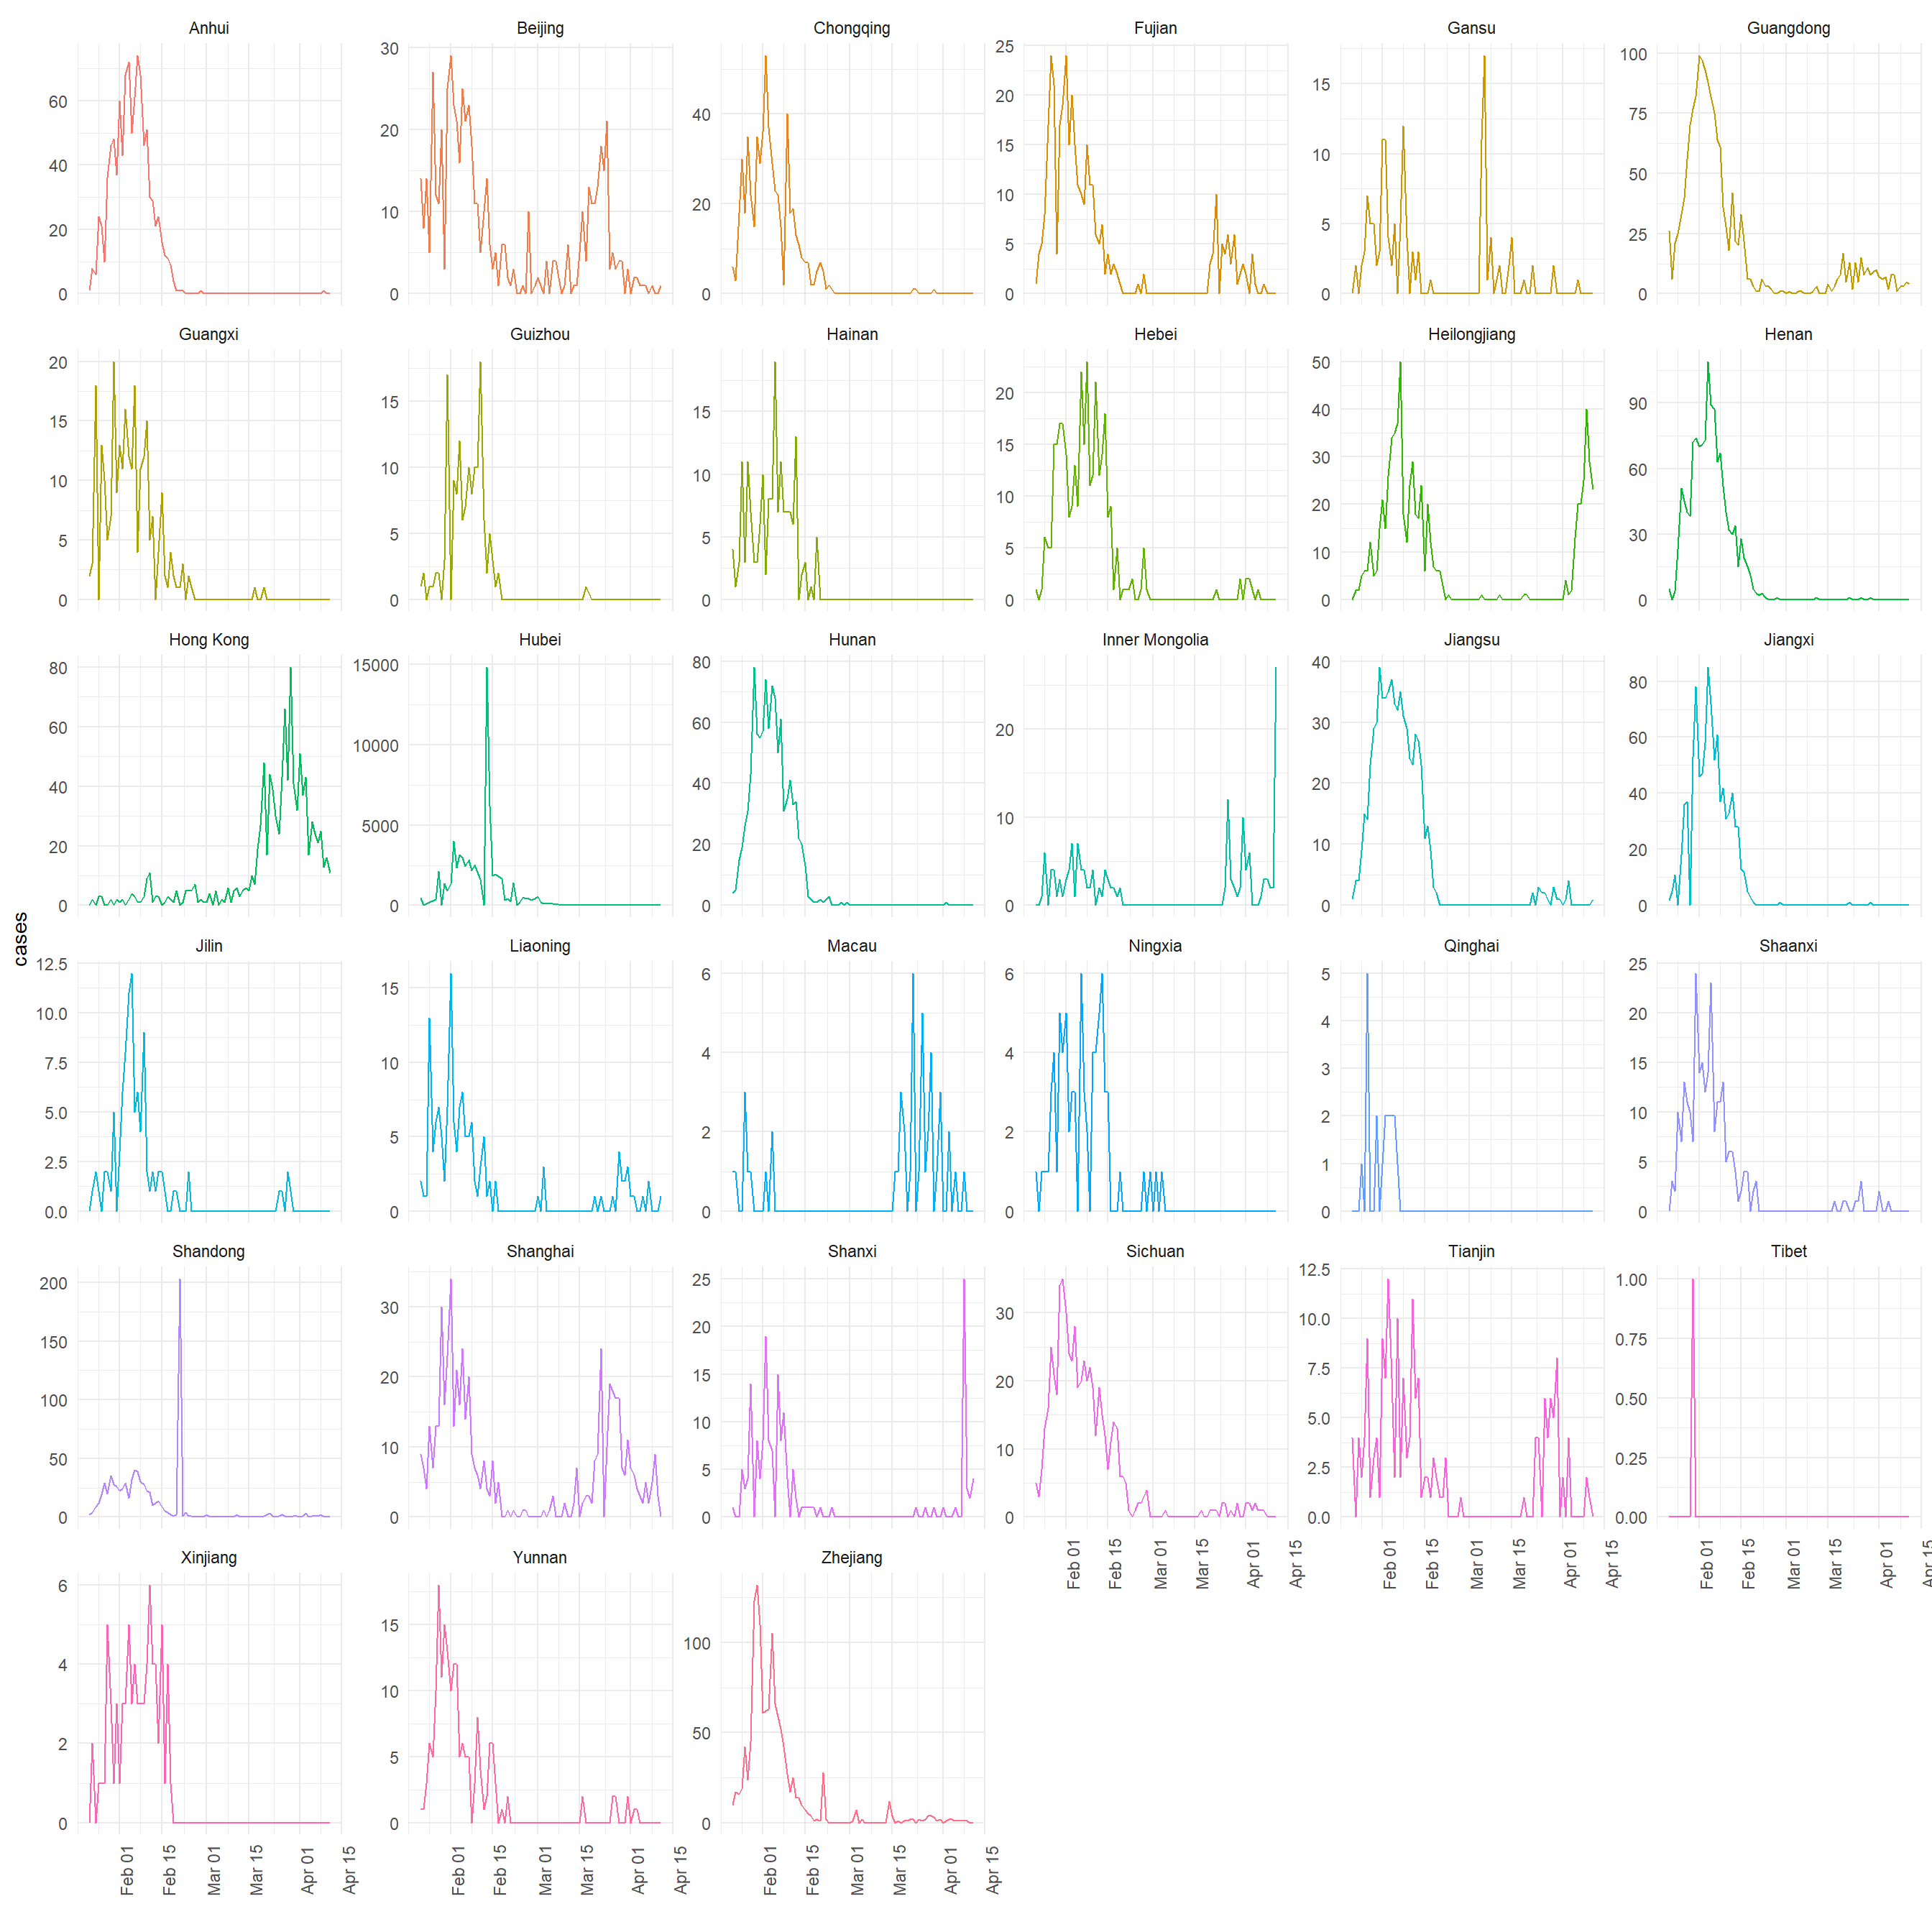 Anhui Beijing Chongqing Fujian Gansu Guangdong
0 20 40 60
0 10 20 30
0 20 40
0 5 10 15 20 25
0 5 10 15
0 25 50 75 100
Guangxi Guizhou Hainan Hebei Heilongjiang Henan
0 5 10 15 20
0 5 10 15
0 5 10 15
0 5 10 15 20
0 10 20 30 40 50
0 30 60 90
Hong Kong Hubei Hunan Inner Mongolia Jiangsu Jiangxi
0 20 40 60 80
0 5000 10000 15000
0 20 40 60 80
0 10 20
0 10 20 30 40
0 20 40 60 80
cases
Jilin Liaoning Macau Ningxia Qinghai Shaanxi
0.0 2.5 5.0 7.5 10.0 12.5
0 5 10 15
0 2 4 6
0 2 4 6
0 1 2 3 4 5
0 5 10 15 20 25
Shandong Shanghai Shanxi Sichuan Tianjin Tibet
0 50 100 150 200
0 10 20 30
0 5 10 15 20 25
0 10 20 30
0.0 2.5 5.0 7.5 10.0 12.5
0.00 0.25 0.50 0.75 1.00
Feb 01 Feb 15 Mar 01 Mar 15 Apr 01 Apr 15
Feb 01 Feb 15 Mar 01 Mar 15 Apr 01 Apr 15
Feb 01 Feb 15 Mar 01 Mar 15 Apr 01 Apr 15
Xinjiang Yunnan Zhejiang
0 2 4 6
0 5 10 15
0 50 100
Feb 01 Feb 15 Mar 01 Mar 15 Apr 01 Apr 15
Feb 01 Feb 15 Mar 01 Mar 15 Apr 01 Apr 15
Feb 01 Feb 15 Mar 01 Mar 15 Apr 01 Apr 15